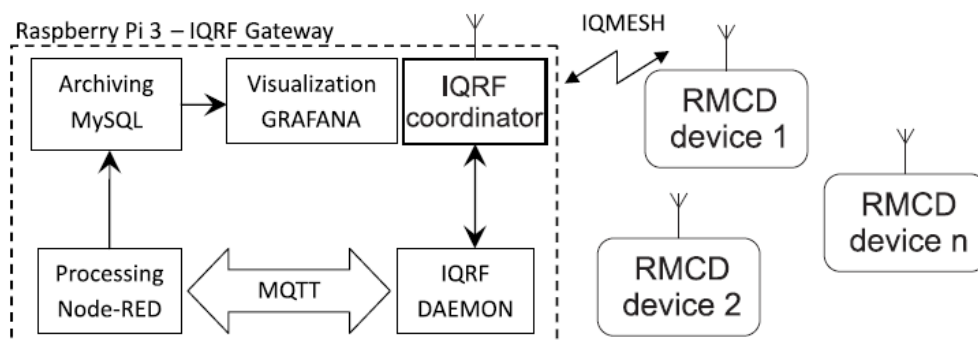 Raspberry Pi 3 – IQRF Gateway
IQMESH
Archiving
MySQL
Visualization
GRAFANA
IQRF
coordinator
RMCD
device 1
RMCD
device n
Processing
Node-RED
MQTT
IQRF
DAEMON
RMCD
device 2